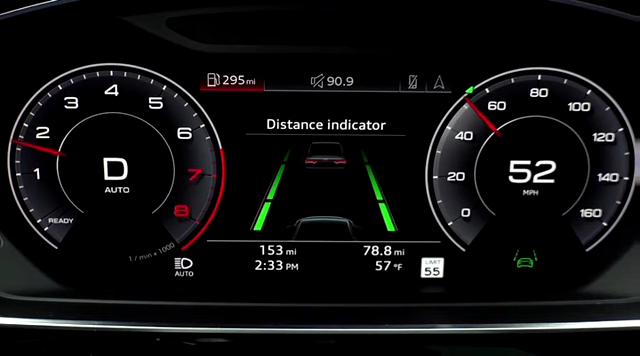 295 mi
90.9
Distance indicator
1
2
3
4
5
6
7
8
READY
1 / min x 1000
D
AUTO
0
20
40
60
80
100
120
140
160
52
MPH
153 mi 78.8 mi
2:33 PM 57 °F
AUTO
LIMIT
55